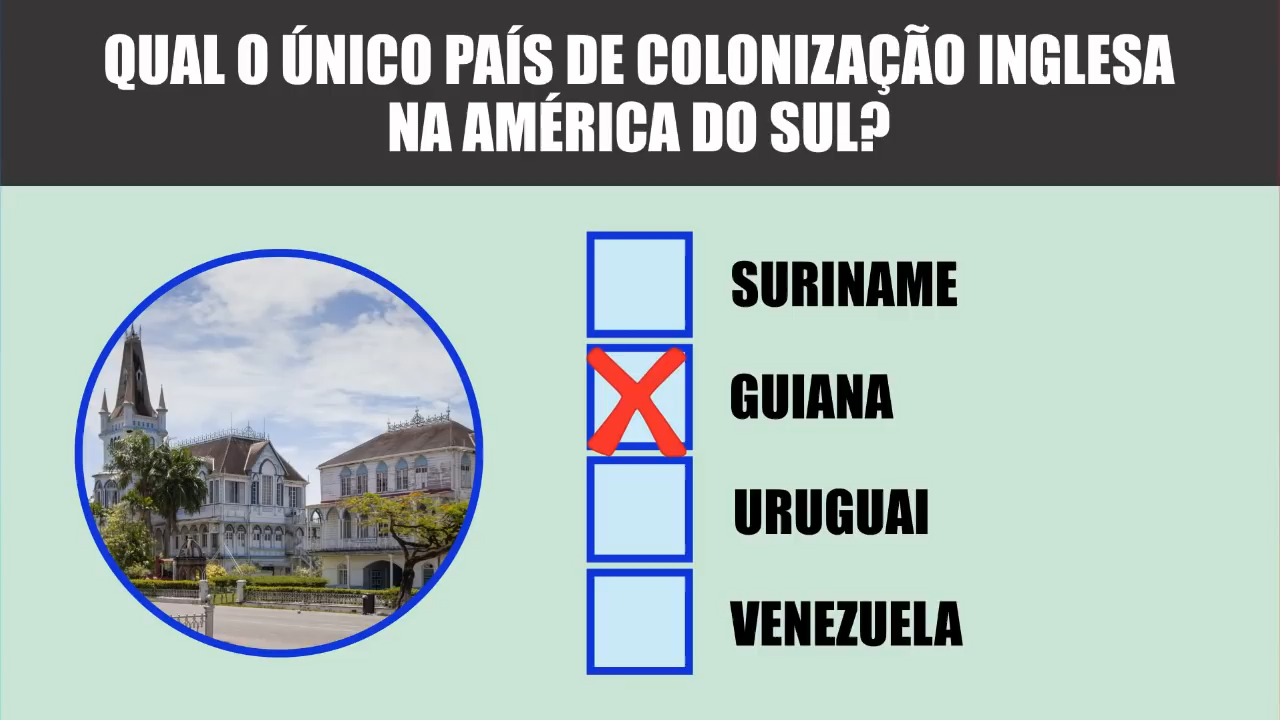 QUAL O ÚNICO PAÍS DE COLONIZAÇÃO INGLESA
NA AMÉRICA DO SUL?
SURINAME
GUIANA
URUGUAI
VENEZUELA